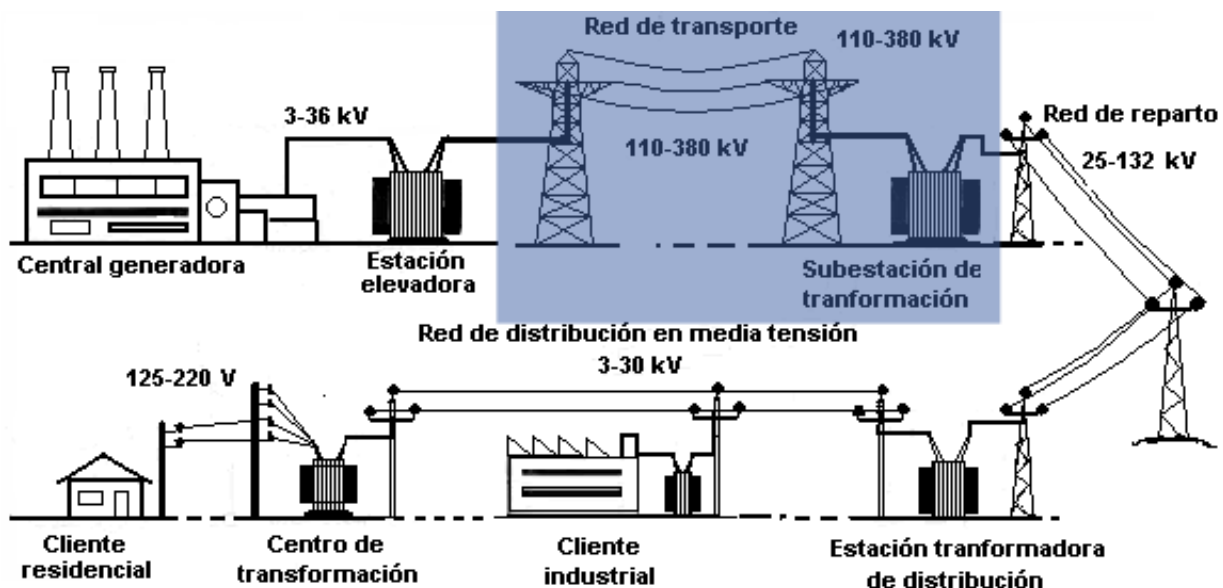 Red de transporte
110-380 kV
3-36 kV
110-380 kV
Red de reparto
25-132 kV
Central generadora
Estación
elevadora
Subestación de
tranformación
Red de distribución en media tensión
3-30 kV
125-220 V
Cliente
residencial
Centro de
transformación
Cliente
industrial
Estación tranformadora
de distribución